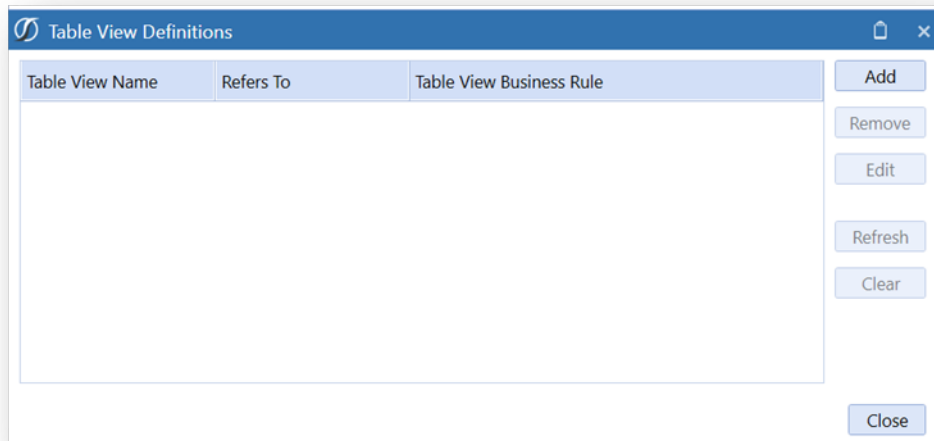 Table View Definitions
Table View Name Refers To Table View Business Rule
Add
Remove
Edit
Refresh
Clear
Close